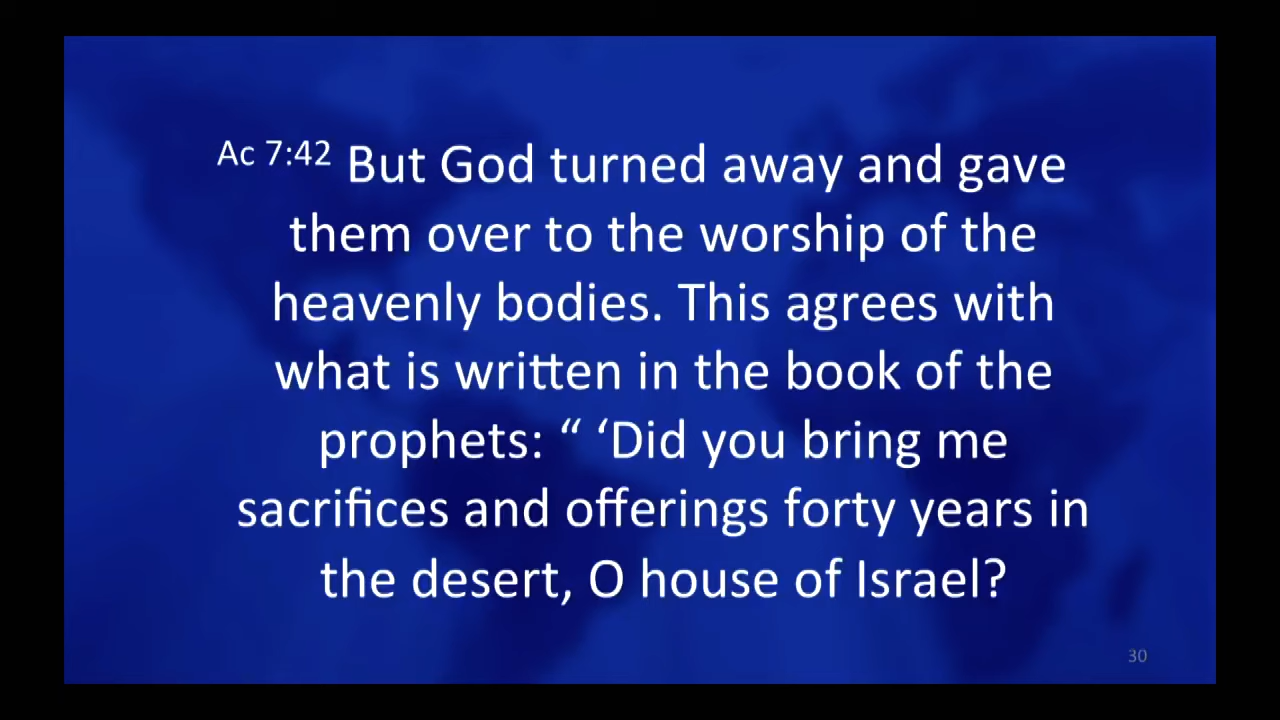 Ac 7:42 But God turned away and gave
them over to the worship of the
heavenly bodies. This agrees with
what is written in the book of the
prophets: “ ‘Did you bring me
sacrifices and offerings forty years in
the desert, O house of Israel?
30